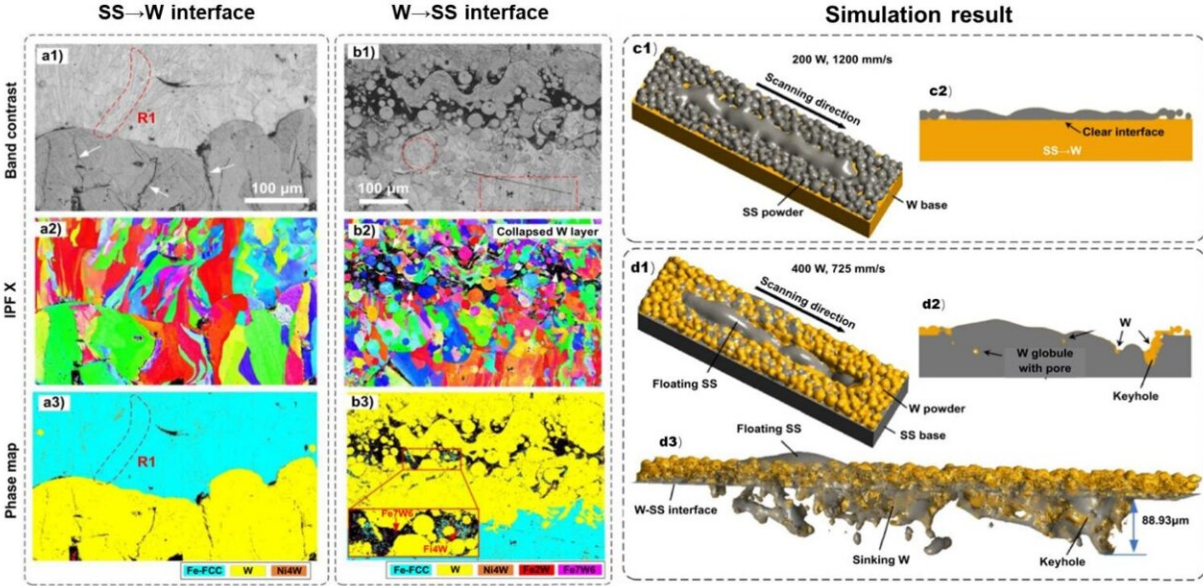 SS→W interface
W→SS interface
Simulation result
Band contrast
IPF X
Phase map
a1)
R1
100 μm
a2)
a3)
R1
Fe-FCC
W
Ni4W
b1)
100 μm
b2)
Collapsed W layer
b3)
Fe7W6
Fi4W
Fe-FCC
W
Ni4W
Fe2W
Fe7W6
c1)
200 W, 1200 mm/s
Scanning direction
SS powder
W base
c2)
Clear interface
SS→W
d1)
400 W, 725 mm/s
Scanning direction
Floating SS
W powder
SS base
d2)
W
W globule
with pore
Keyhole
d3)
Floating SS
W-SS interface
Sinking W
Keyhole
88.93μm